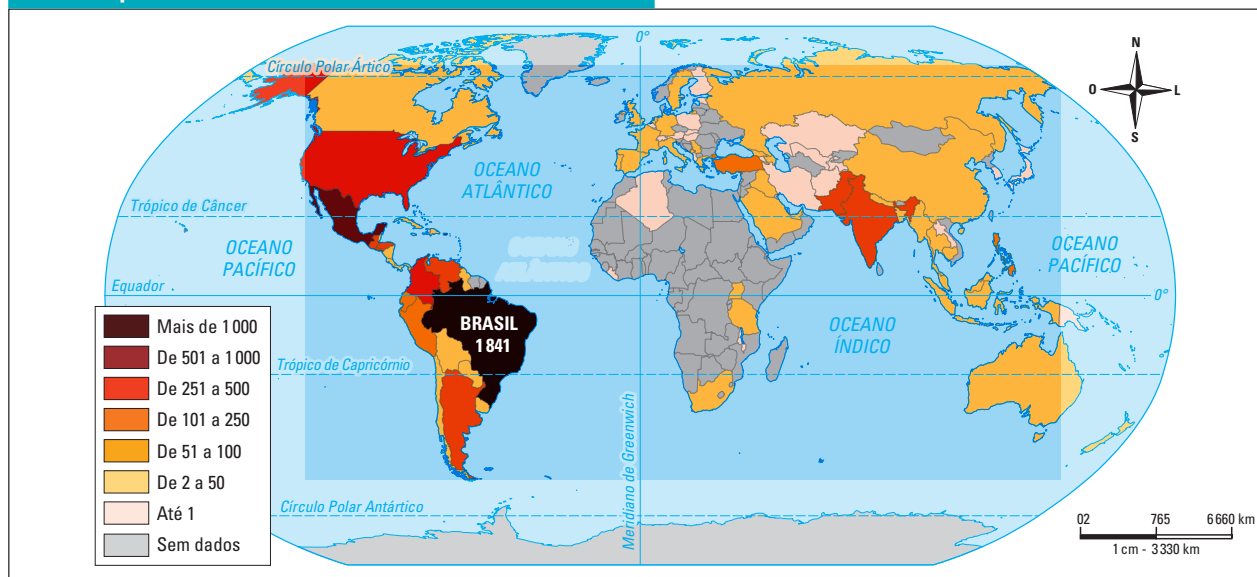 0°
Círculo Polar Ártico
N
O
L
S
OCEANO
ATLÂNTICO
Trópico de Câncer
OCEANO
PACÍFICO
OCEANO
PACÍFICO
Equador
0°
BRASIL
1 841
OCEANO
ÍNDICO
Trópico de Capricórnio
Meridiano de Greenwich
Círculo Polar Antártico
Mais de 1 000
De 501 a 1 000
De 251 a 500
De 101 a 250
De 51 a 100
De 2 a 50
Até 1
Sem dados
02 765 6 660 km
1 cm - 3 330 km